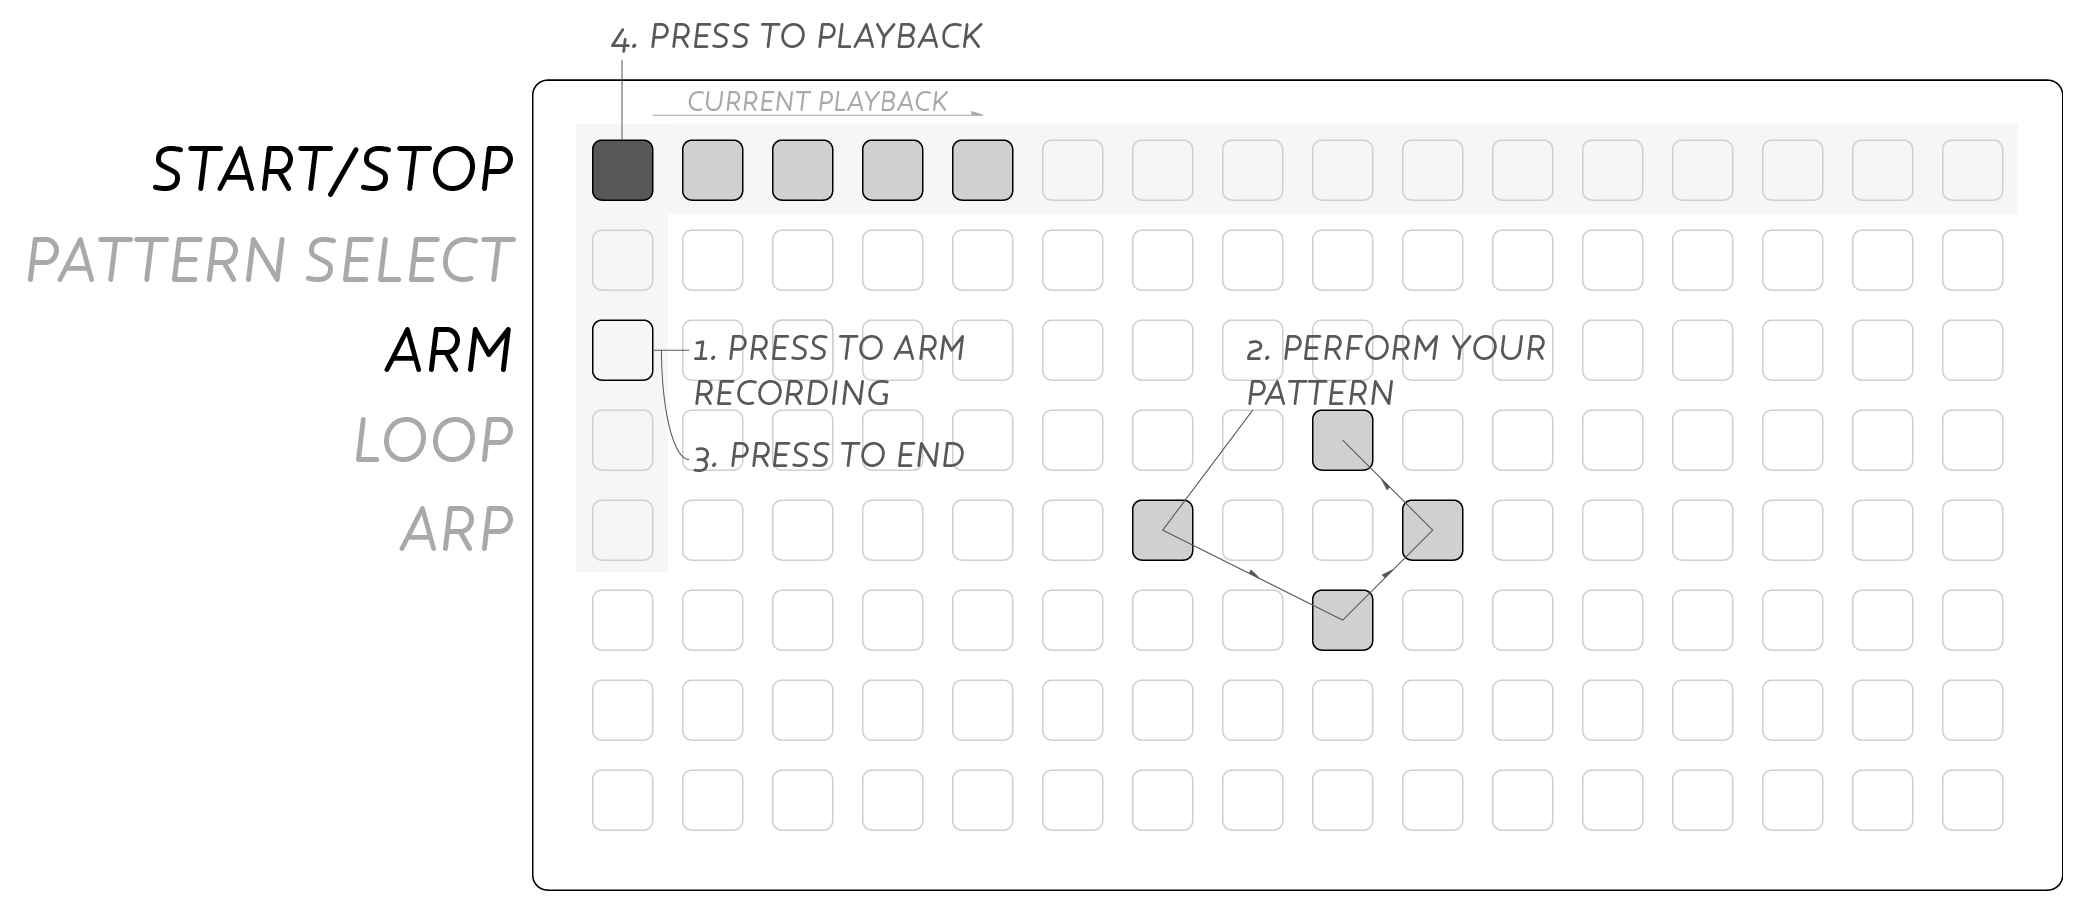 4. PRESS TO PLAYBACK
CURRENT PLAYBACK
START/STOP
PATTERN SELECT
ARM
1. PRESS TO ARM
RECORDING
2. PERFORM YOUR
PATTERN
LOOP
3. PRESS TO END
ARP